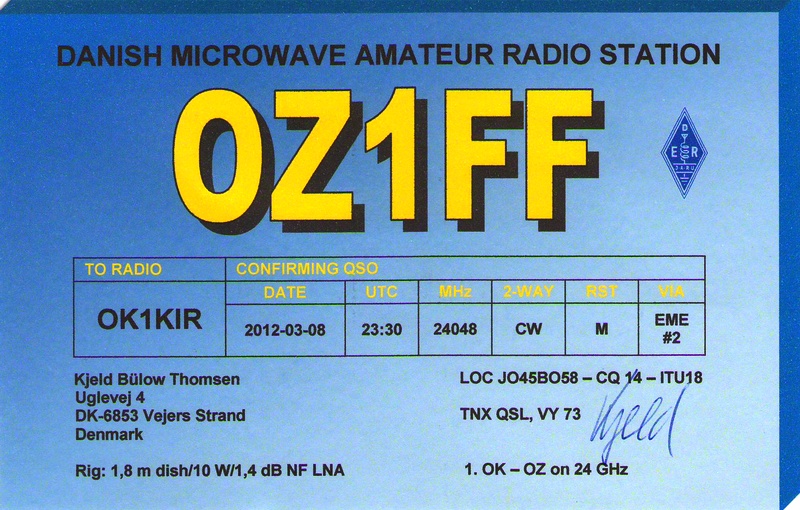 DANISH MICROWAVE AMATEUR RADIO STATION
OZ1FF
D
E R
I.A.R.U
TO RADIO CONFIRMING QSO
DATE UTC MHz 2-WAY RST VIA
OK1KIR 2012-03-08 23:30 24048 CW M EME #2
Kjeld Bülow Thomsen LOC JO45BO58 – CQ 14 – ITU18
Uglevej 4
DK-6853 Vejers Strand TNX QSL, VY 73 Kjeld
Denmark
Rig: 1,8 m dish/10 W/1,4 dB NF LNA 1. OK – OZ on 24 GHz